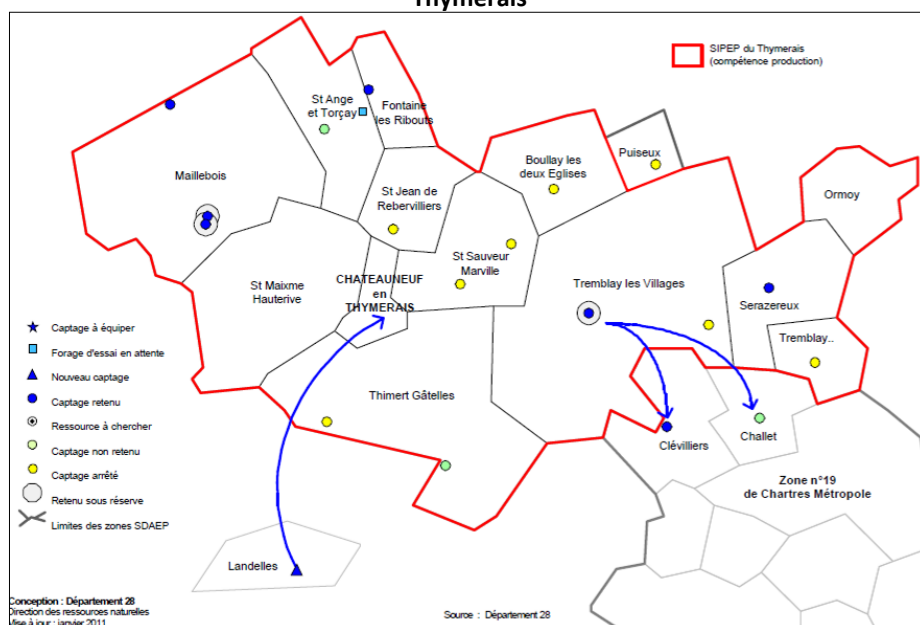 Thymerais
SIPEP du Thymerais
(compétence production)
St Ange
et Torçay
Fontaine
les Ribouts
Maillebois
Boullay les
deux Eglises
Puiseux
Ormoy
St Jean de
Rebervilliers
St Sauveur
Marville
St Maixme
Hauterive
CHATEAUNEUF
en
THYMERAIS
Tremblay les Villages
Serazereux
Tremblay..
Thimert Gâtelles
Clévilliers
Challet
Zone n°19
de Chartres Métropole
Landelles
Captage à équiper
Forage d'essai en attente
Nouveau captage
Captage retenu
Ressource à chercher
Captage non retenu
Captage arrêté
Retenu sous réserve
Limites des zones SDAEP
Conception : Département 28
Direction des ressources naturelles
Mise à jour : janvier 2011
Source : Département 28